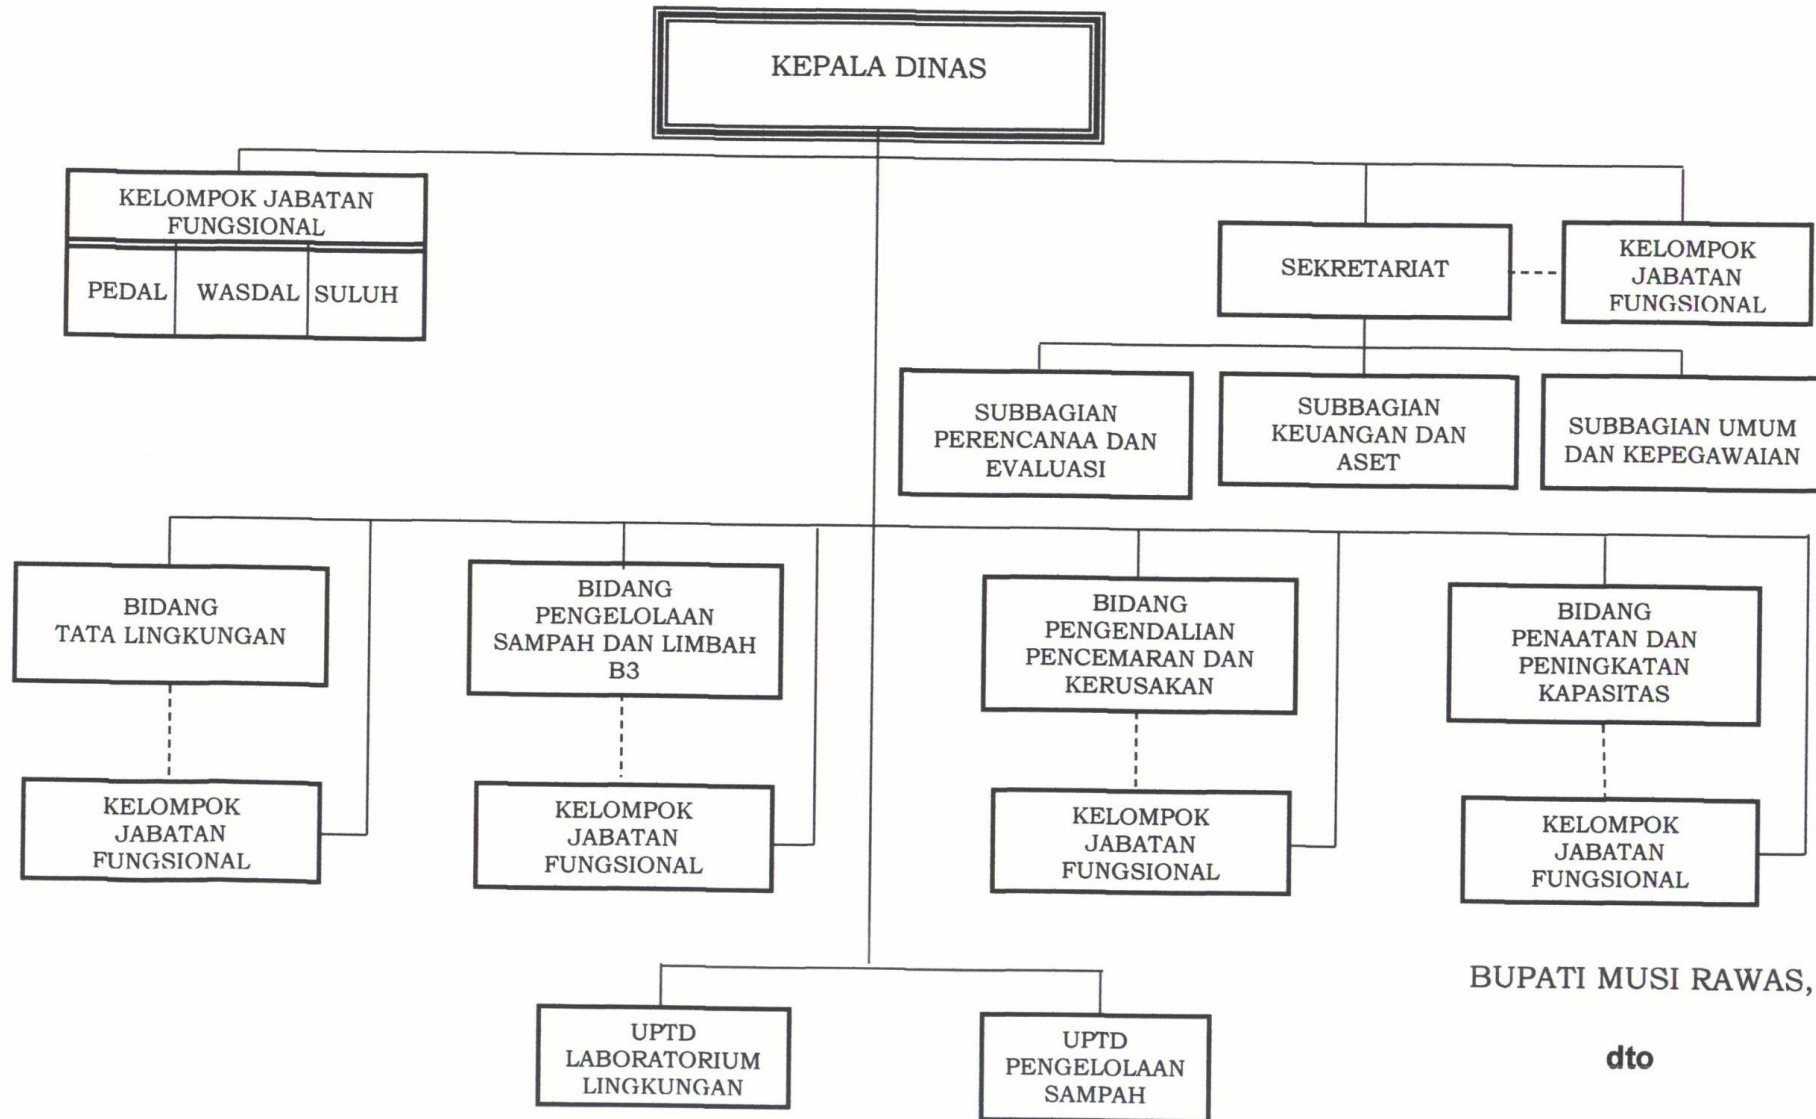 KEPALA DINAS
KELOMPOK JABATAN
FUNGSIONAL
PEDAL WASDAL SULUH
SEKRETARIAT
KELOMPOK
JABATAN
FUNGSIONAL
SUBBAGIAN
PERENCANAA DAN
EVALUASI
SUBBAGIAN
KEUANGAN DAN
ASET
SUBBAGIAN UMUM
DAN KEPEGAWAIAN
BIDANG
TATA LINGKUNGAN
BIDANG
PENGELOLAAN
SAMPAH DAN LIMBAH
B3
BIDANG
PENGENDALIAN
PENCEMARAN DAN
KERUSAKAN
BIDANG
PENAATAN DAN
PENINGKATAN
KAPASITAS
KELOMPOK
JABATAN
FUNGSIONAL
KELOMPOK
JABATAN
FUNGSIONAL
KELOMPOK
JABATAN
FUNGSIONAL
KELOMPOK
JABATAN
FUNGSIONAL
UPTD
LABORATORIUM
LINGKUNGAN
UPTD
PENGELOLAAN
SAMPAH
BUPATI MUSI RAWAS,
dto